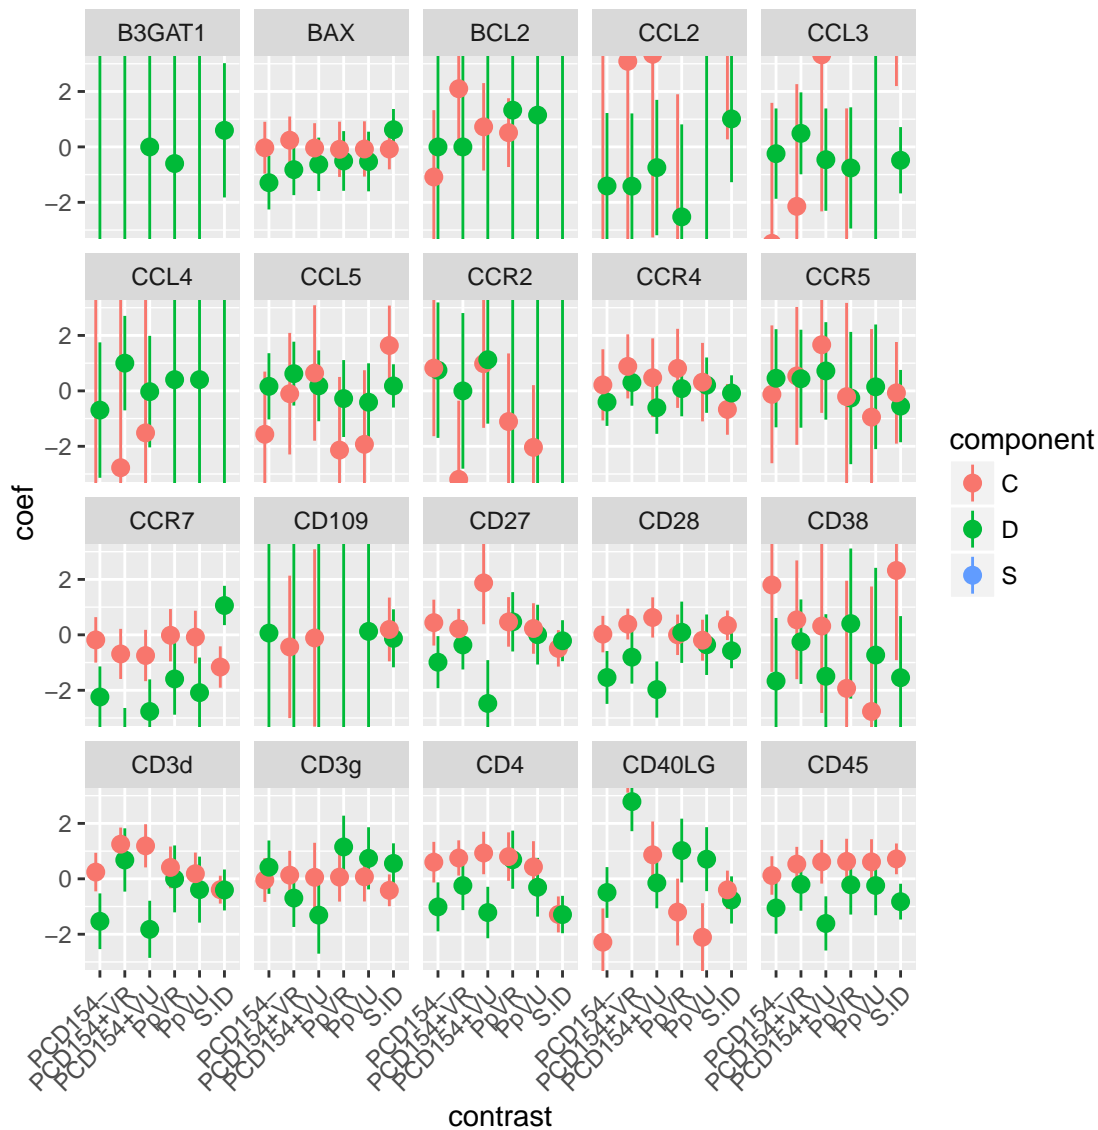 B3GAT1 BAX BCL2 CCL2 CCL3
2
0
−2
CCL4 CCL5 CCR2 CCR4 CCR5
2
0
−2
CCR7 CD109 CD27 CD28 CD38
2
0
−2
CD3d CD3g CD4 CD40LG CD45
2
0
−2
PCD154− PCD154+VR PCD154+VU PpVR PpVU S.ID
PCD154− PCD154+VR PCD154+VU PpVR PpVU S.ID
PCD154− PCD154+VR PCD154+VU PpVR PpVU S.ID
PCD154− PCD154+VR PCD154+VU PpVR PpVU S.ID
PCD154− PCD154+VR PCD154+VU PpVR PpVU S.ID
contrast
coef
component
C
D
S